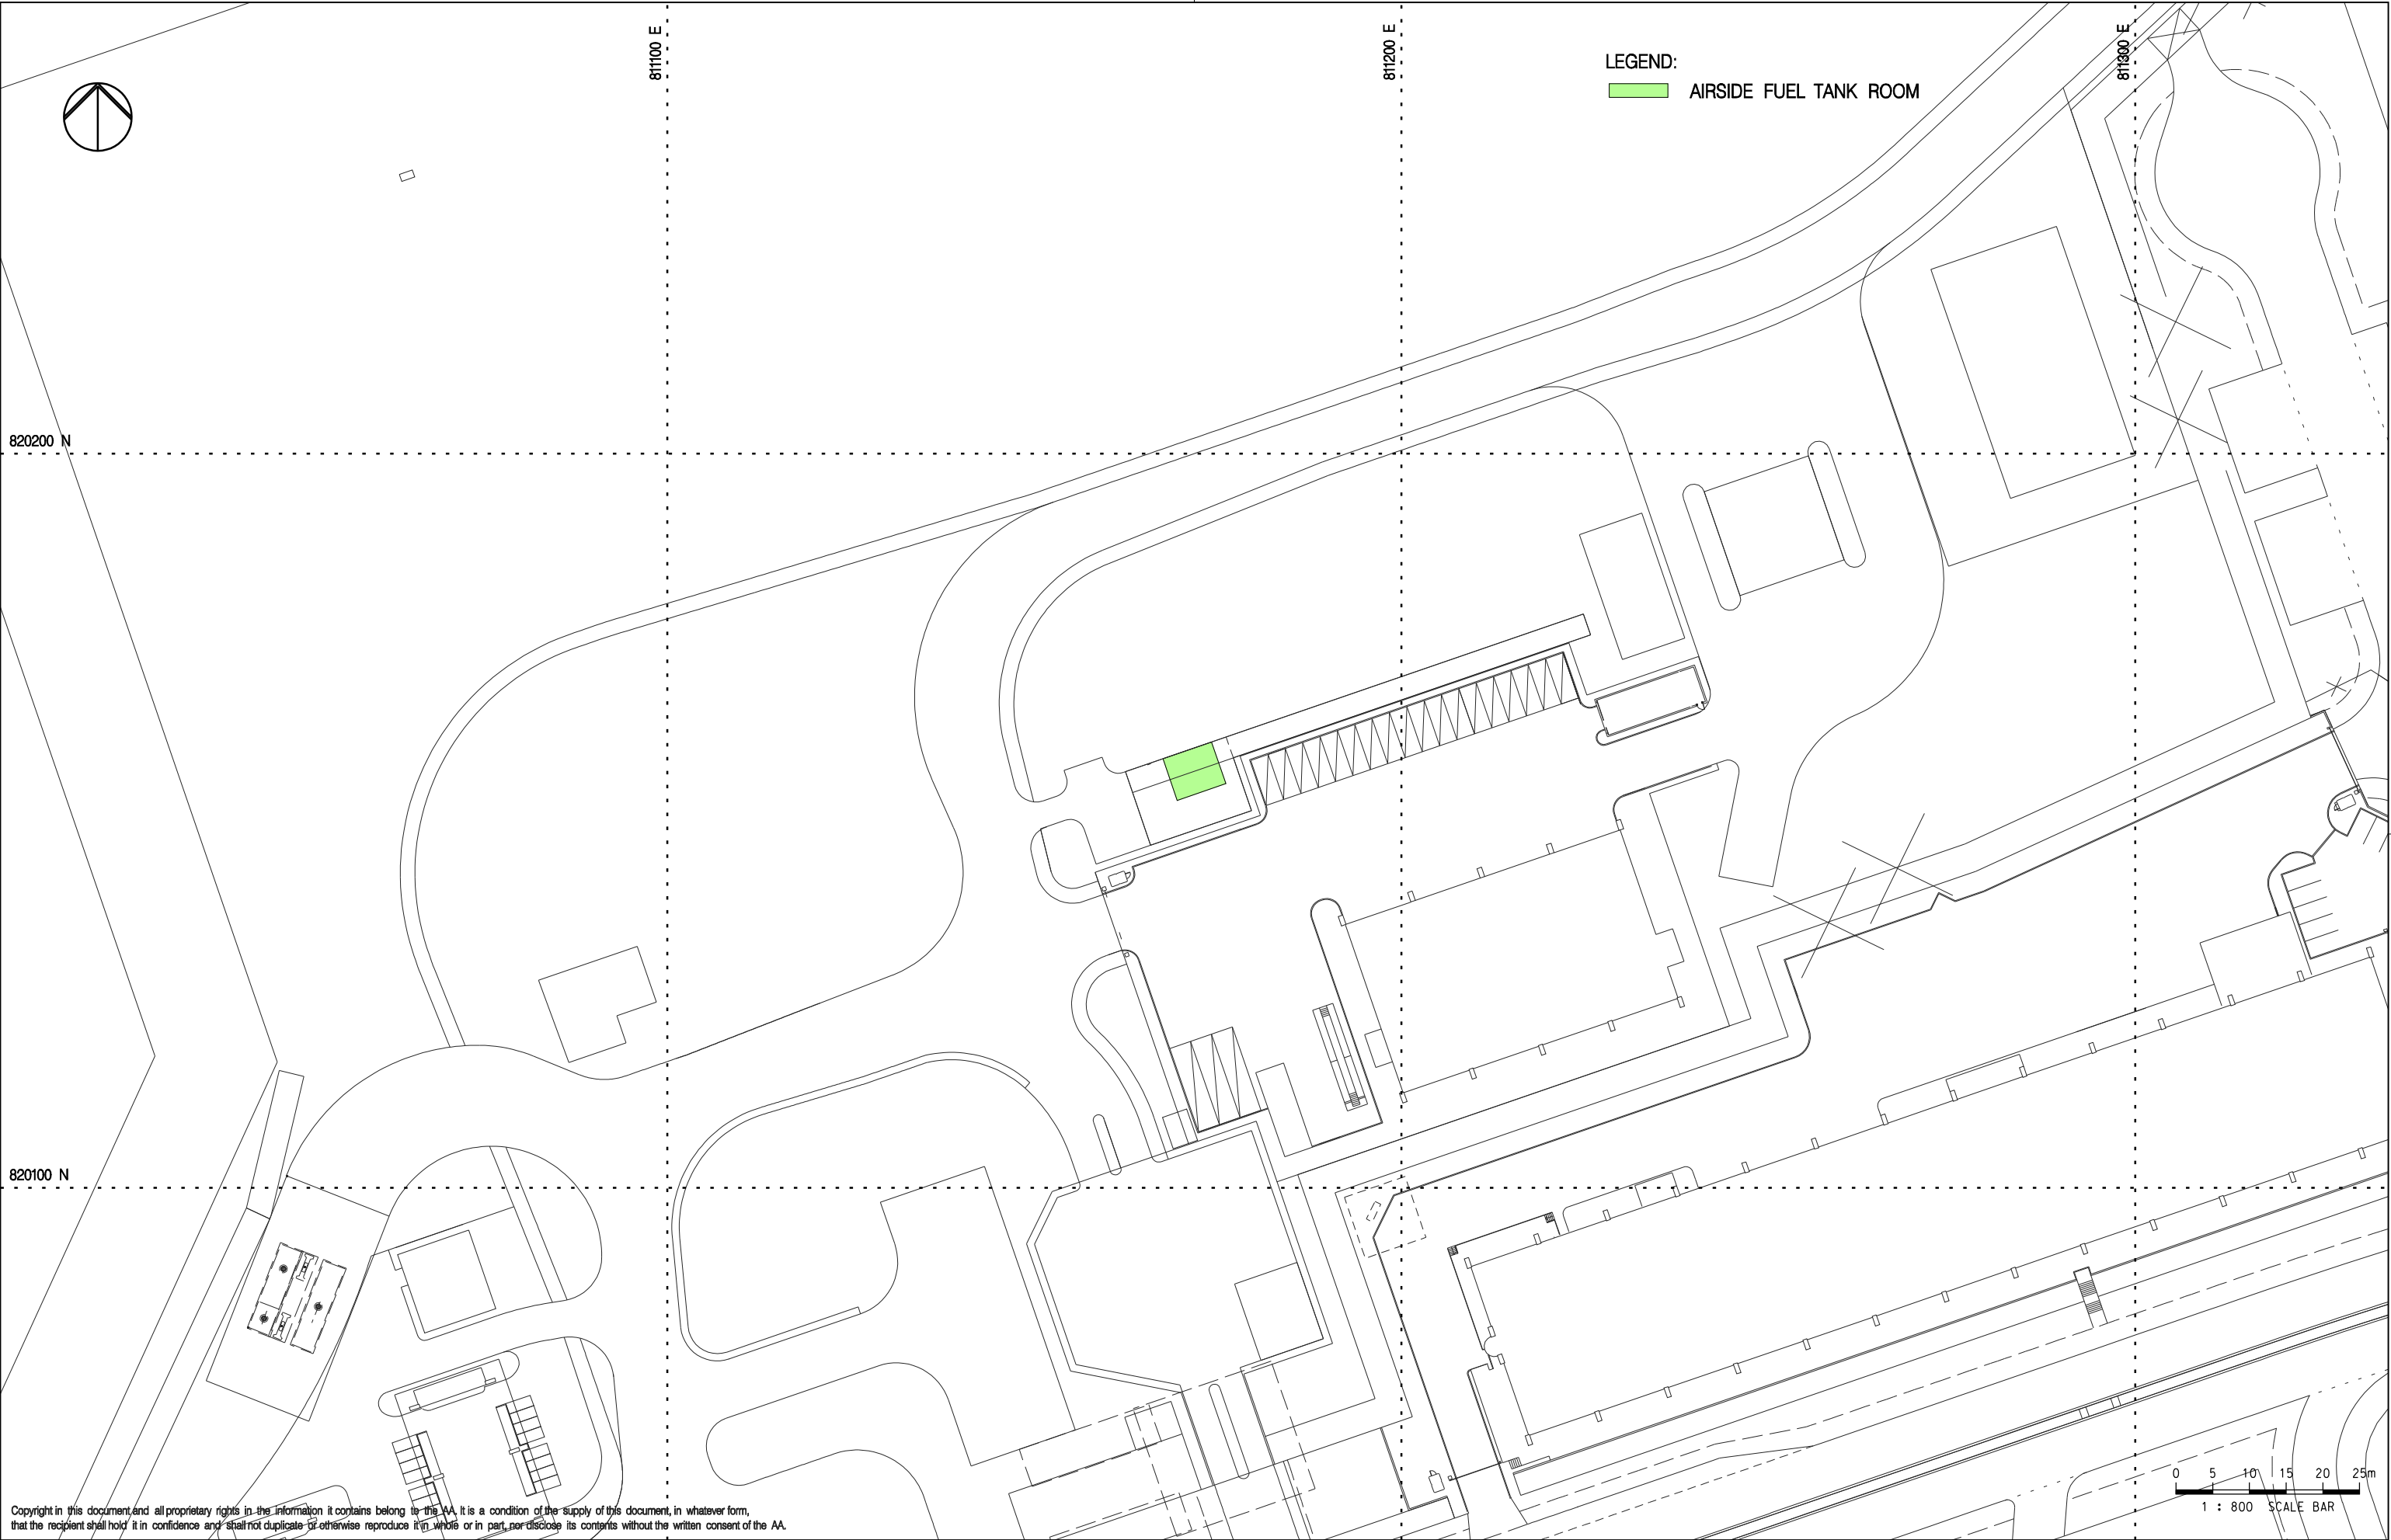 811100 E
811200 E
811300 E
LEGEND:
AIRSIDE FUEL TANK ROOM
820200 N
820100 N
0 5 10 15 20 25m
1 : 800 SCALE BAR
Copyright in this document and all proprietary rights in the information it contains belong to the AA. It is a condition of the supply of this document, in whatever form,
that the recipient shall hold it in confidence and shall not duplicate or otherwise reproduce it in whole or in part, nor disclose its contents without the written consent of the AA.